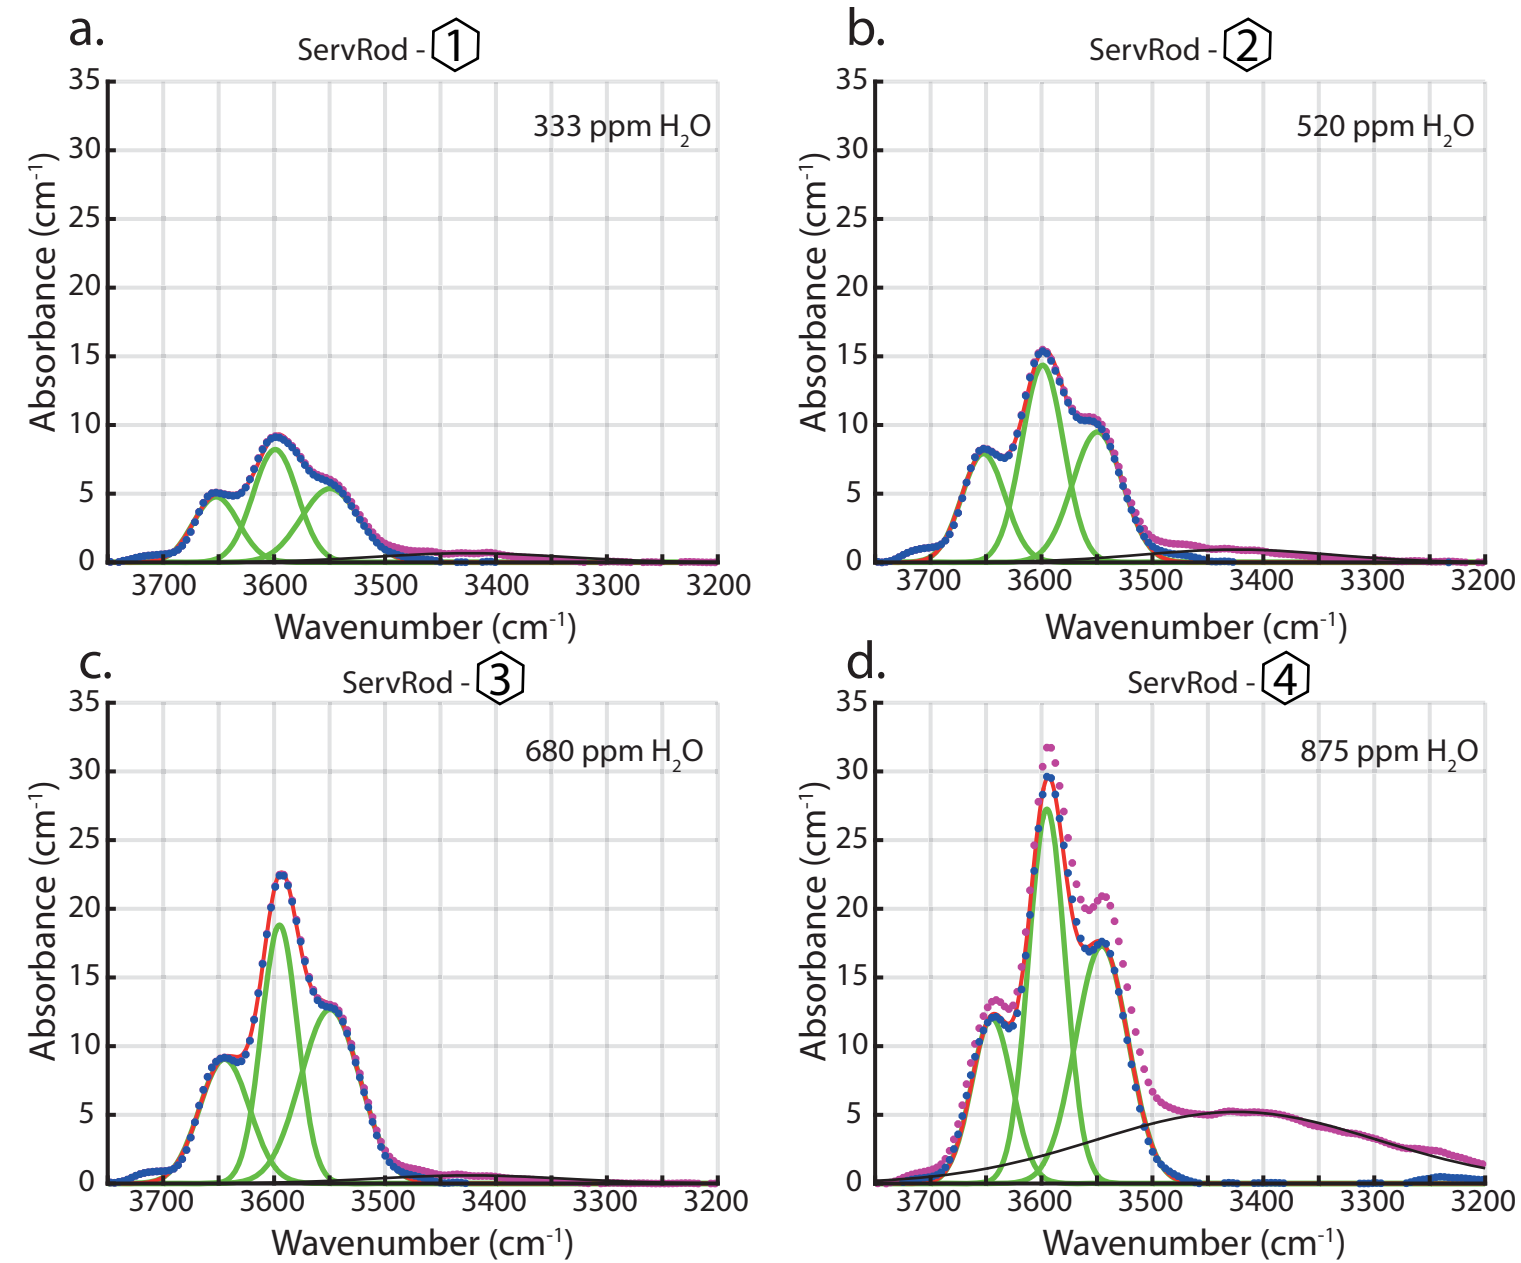 a.
ServRod - 1
333 ppm H₂O
35
30
25
20
15
10
5
0
Absorbance (cm⁻¹)
3700 3600 3500 3400 3300 3200
Wavenumber (cm⁻¹)
b.
ServRod - 2
520 ppm H₂O
35
30
25
20
15
10
5
0
Absorbance (cm⁻¹)
3700 3600 3500 3400 3300 3200
Wavenumber (cm⁻¹)
c.
ServRod - 3
680 ppm H₂O
35
30
25
20
15
10
5
0
Absorbance (cm⁻¹)
3700 3600 3500 3400 3300 3200
Wavenumber (cm⁻¹)
d.
ServRod - 4
875 ppm H₂O
35
30
25
20
15
10
5
0
Absorbance (cm⁻¹)
3700 3600 3500 3400 3300 3200
Wavenumber (cm⁻¹)